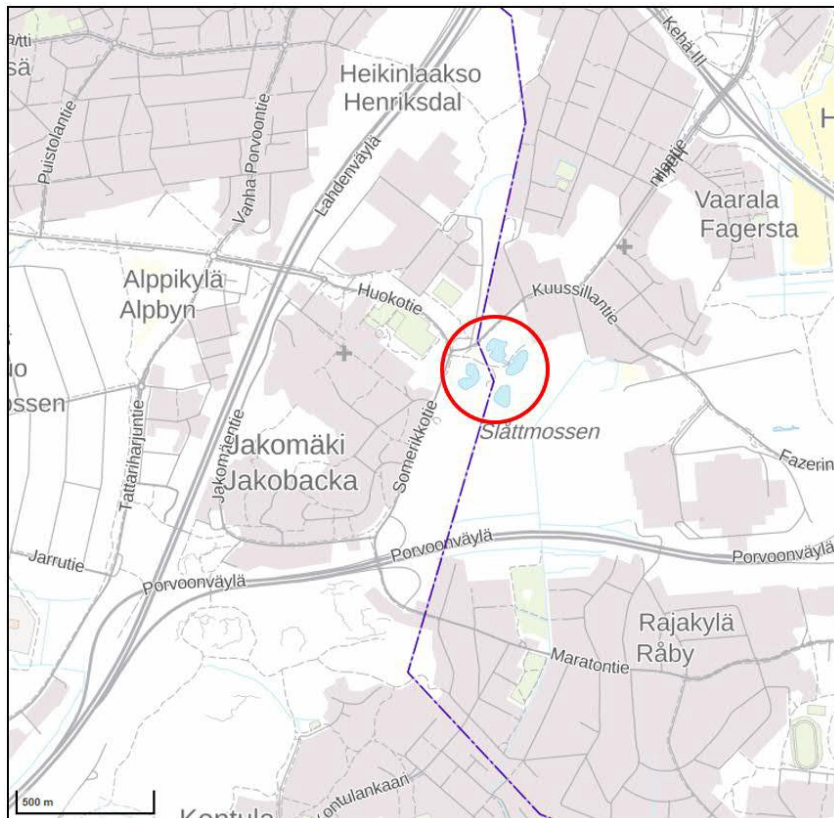 Kehä III
Heikinlaakso
Henriksdal
Puistolantie
Vanha Porvoontie
Lahdenväylä
Vaarala
Fagersta
Alppikylä
Alpbyn
Huokotie
Kuussillantie
Slåttmossen
Tattariharjuntie
Jakomäentie
Jakomäki
Jakobacka
Somerikkotie
Fazerin
Porvoonväylä
Porvoonväylä
Porvoonväylä
Jarrutie
Rajakylä
Råby
Maratontie
500 m